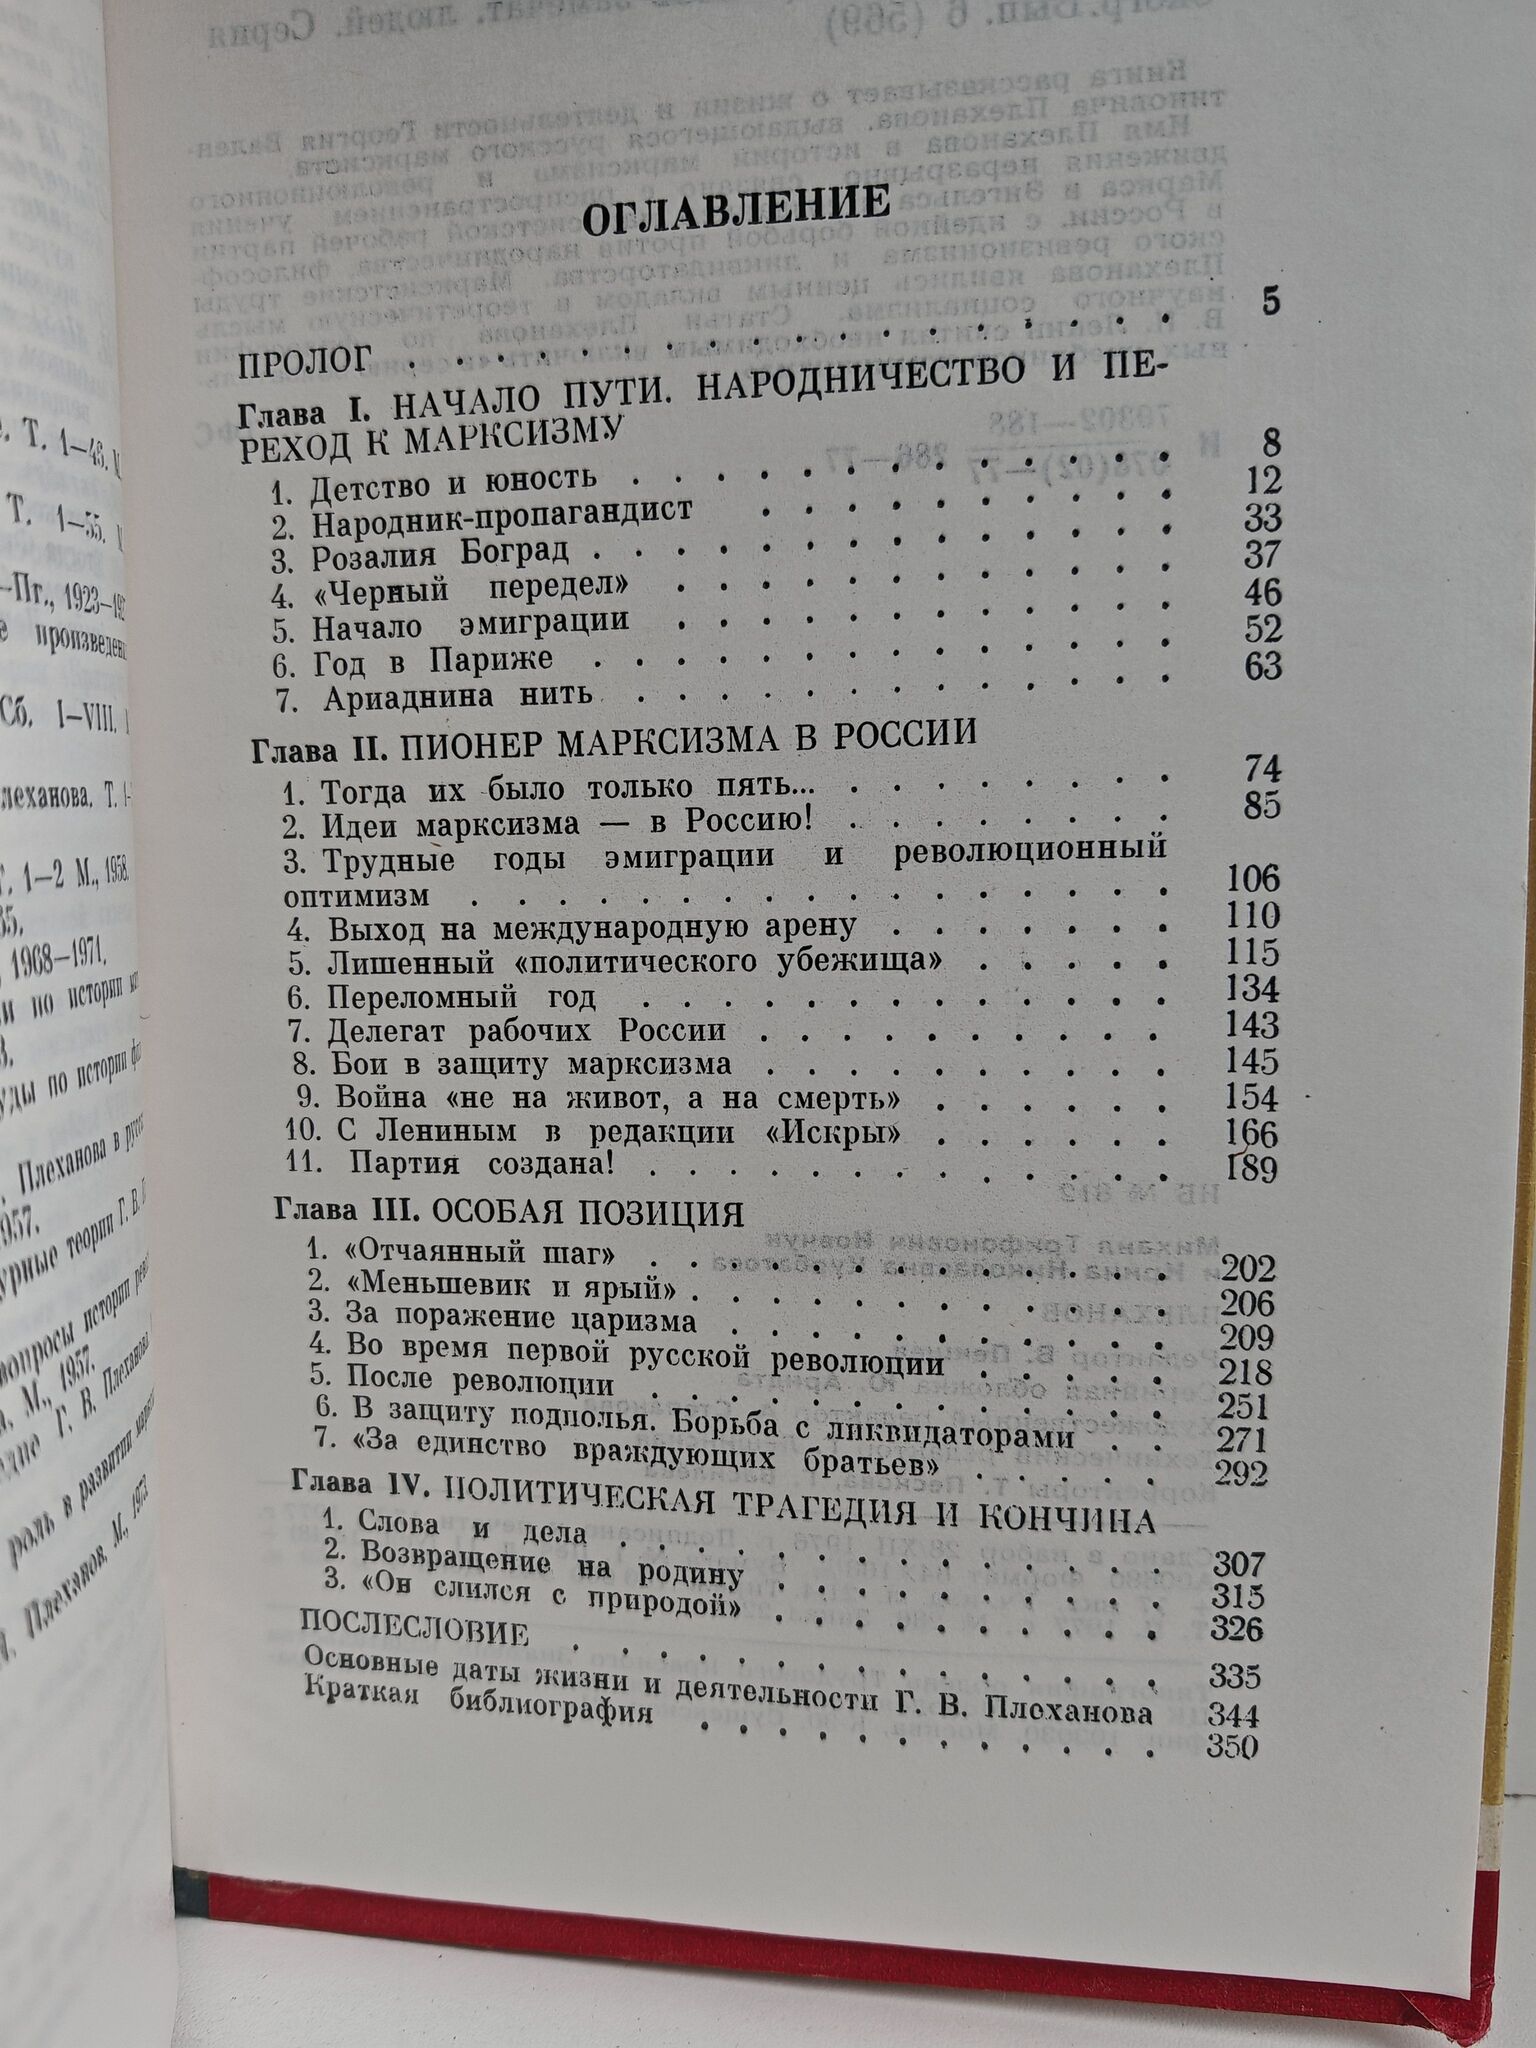 ОГЛАВЛЕНИЕ
ПРОЛОГ . . . . . . . . . . . . . . . . . . 5
Глава I. НАЧАЛО ПУТИ. НАРОДНИЧЕСТВО И ПЕ-
РЕХОД К МАРКСИЗМУ
1. Детство и юность . . . . . . . . . . . . . 8
2. Народник-пропагандист . . . . . . . . . . 12
3. Розалия Боград . . . . . . . . . . . . . . 33
4. «Черный передел» . . . . . . . . . . . . 37
5. Начало эмиграции . . . . . . . . . . . . 46
6. Год в Париже . . . . . . . . . . . . . . 52
7. Ариаднина нить . . . . . . . . . . . . . 63
Глава II. ПИОНЕР МАРКСИЗМА В РОССИИ
1. Тогда их было только пять... . . . . . . . . 74
2. Идеи марксизма — в Россию! . . . . . . . . 85
3. Трудные годы эмиграции и революционный
оптимизм . . . . . . . . . . . . . . . . . 106
4. Выход на международную арену . . . . . . . 110
5. Лишенный «политического убежища» . . . . . 115
6. Переломный год . . . . . . . . . . . . . 134
7. Делегат рабочих России . . . . . . . . . . 143
8. Бои в защиту марксизма . . . . . . . . . . 145
9. Война «не на живот, а на смерть» . . . . . . 154
10. С Лениным в редакции «Искры» . . . . . . 166
11. Партия создана! . . . . . . . . . . . . . 189
Глава III. ОСОБАЯ ПОЗИЦИЯ
1. «Отчаянный шаг» . . . . . . . . . . . . . 202
2. «Меньшевик и ярый» . . . . . . . . . . . . 206
3. За поражение царизма . . . . . . . . . . . 209
4. Во время первой русской революции . . . . . 218
5. После революции . . . . . . . . . . . . . 251
6. В защиту подполья. Борьба с ликвидаторами . . 271
7. «За единство враждующих братьев» . . . . . 292
Глава IV. ПОЛИТИЧЕСКАЯ ТРАГЕДИЯ И КОНЧИНА
1. Слова и дела . . . . . . . . . . . . . . 307
2. Возвращение на родину . . . . . . . . . . 315
3. «Он слился с природой» . . . . . . . . . . 326
ПОСЛЕСЛОВИЕ . . . . . . . . . . . . . . . 335
Основные даты жизни и деятельности Г. В. Плеханова 344
Краткая библиография . . . . . . . . . . . . 350